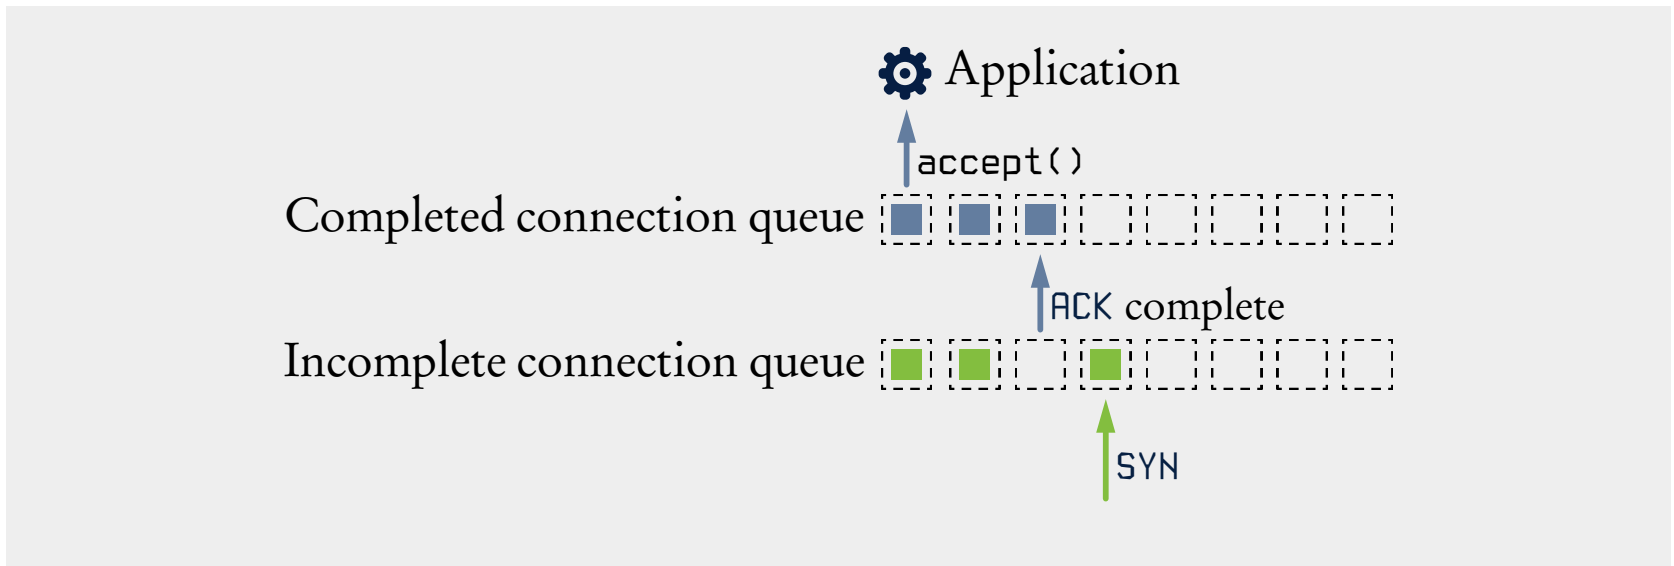 Application
accept()
Completed connection queue
ACK complete
Incomplete connection queue
SYN